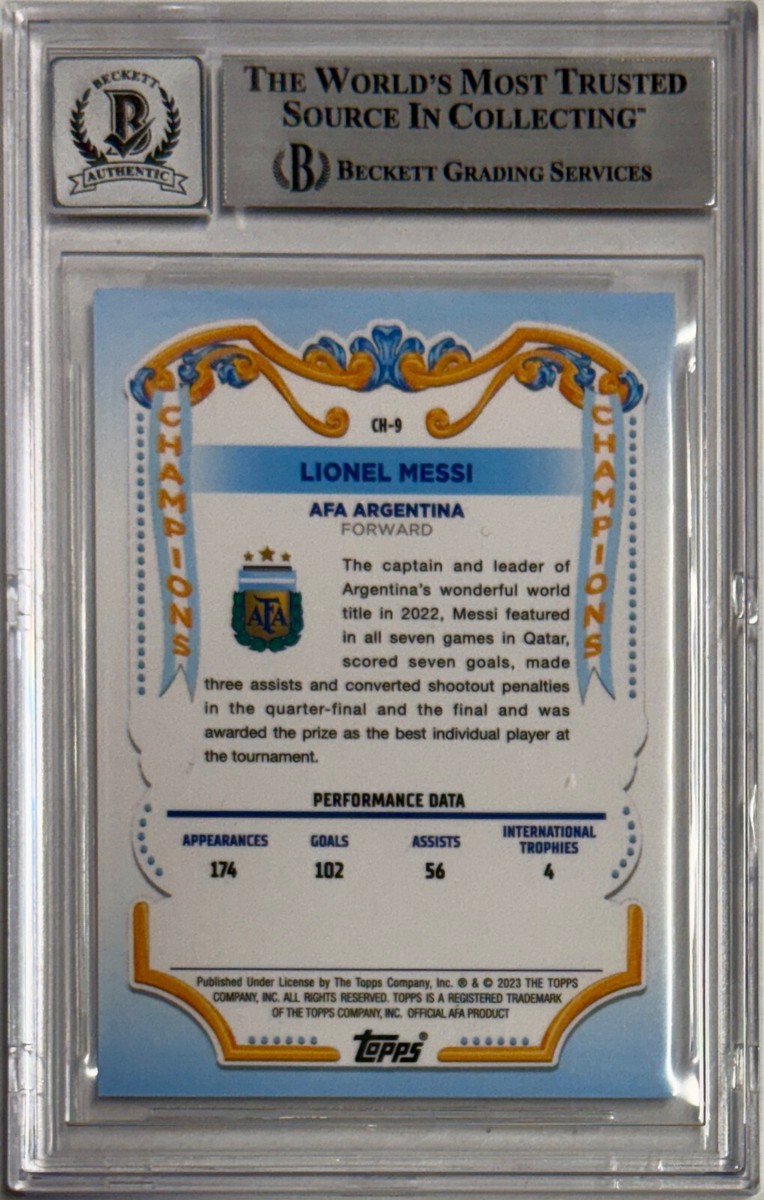 BECKETT
B
AUTHENTIC
THE WORLD'S MOST TRUSTED
SOURCE IN COLLECTING™
B BECKETT GRADING SERVICES
CH-9
CHAMPIONS
CHAMPIONS
LIONEL MESSI
AFA ARGENTINA
FORWARD
AFA
The captain and leader of
Argentina's wonderful world
title in 2022, Messi featured
in all seven games in Qatar,
scored seven goals, made
three assists and converted shootout penalties
in the quarter-final and the final and was
awarded the prize as the best individual player at
the tournament.
PERFORMANCE DATA
APPEARANCES GOALS ASSISTS INTERNATIONAL TROPHIES
174 102 56 4
Published Under License by The Topps Company, Inc. ® & © 2023 THE TOPPS
COMPANY, INC. ALL RIGHTS RESERVED. TOPPS IS A REGISTERED TRADEMARK
OF THE TOPPS COMPANY, INC. OFFICIAL AFA PRODUCT
topps®